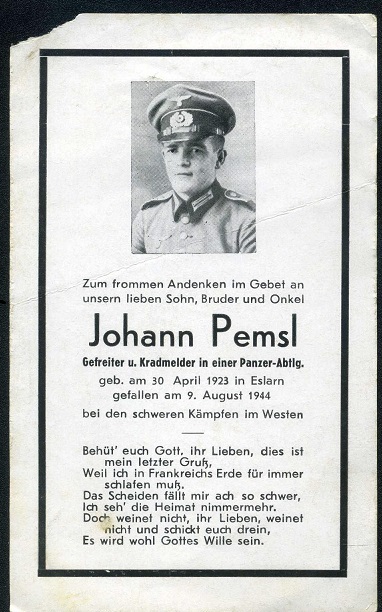 Zum frommen Andenken im Gebet an
unsern lieben Sohn, Bruder und Onkel
Johann Pemsl
Gefreiter u. Kradmelder in einer Panzer-Abtlg.
geb. am 30 April 1923 in Eslarn
gefallen am 9. August 1944
bei den schweren Kämpfen im Westen
Behüt' euch Gott, ihr Lieben, dies ist
mein letzter Gruß,
Weil ich in Frankreichs Erde für immer
schlafen muß.
Das Scheiden fällt mir ach so schwer,
Ich seh' die Heimat nimmermehr.
Doch weinet nicht, ihr Lieben, weinet
nicht und schickt euch drein,
Es wird wohl Gottes Wille sein.